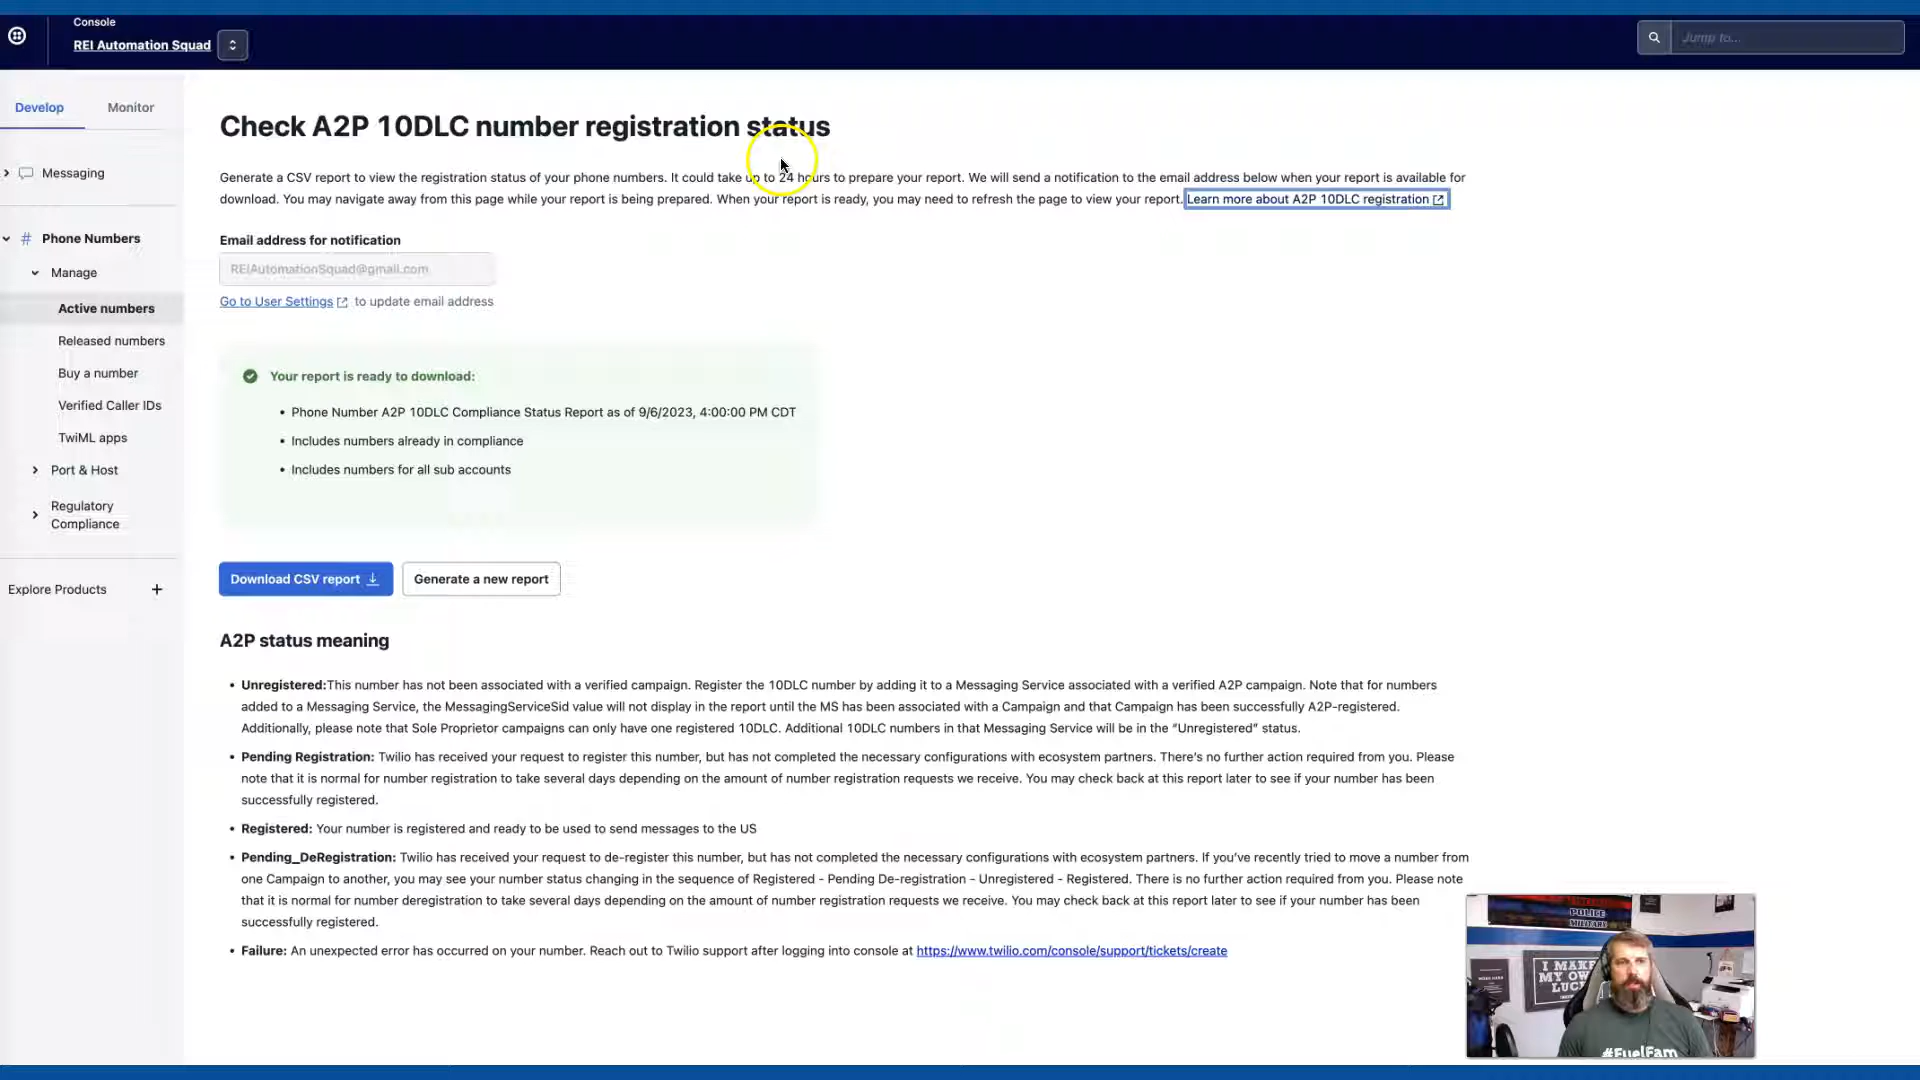 Console
REI Automation Squad
Jump to...
Develop
Monitor
Messaging
Phone Numbers
Manage
Active numbers
Released numbers
Buy a number
Verified Caller IDs
TwiML apps
Port & Host
Regulatory
Compliance
Explore Products
Check A2P 10DLC number registration status
Generate a CSV report to view the registration status of your phone numbers. It could take up to 24 hours to prepare your report. We will send a notification to the email address below when your report is available for
download. You may navigate away from this page while your report is being prepared. When your report is ready, you may need to refresh the page to view your report. Learn more about A2P 10DLC registration
Email address for notification
REIAutomationSquad@gmail.com
Go to User Settings to update email address
Your report is ready to download:
• Phone Number A2P 10DLC Compliance Status Report as of 9/6/2023, 4:00:00 PM CDT
• Includes numbers already in compliance
• Includes numbers for all sub accounts
Download CSV report
Generate a new report
A2P status meaning
• Unregistered:This number has not been associated with a verified campaign. Register the 10DLC number by adding it to a Messaging Service associated with a verified A2P campaign. Note that for numbers
added to a Messaging Service, the MessagingServiceSid value will not display in the report until the MS has been associated with a Campaign and that Campaign has been successfully A2P-registered.
Additionally, please note that Sole Proprietor campaigns can only have one registered 10DLC. Additional 10DLC numbers in that Messaging Service will be in the “Unregistered” status.
• Pending Registration: Twilio has received your request to register this number, but has not completed the necessary configurations with ecosystem partners. There's no further action required from you. Please
note that it is normal for number registration to take several days depending on the amount of number registration requests we receive. You may check back at this report later to see if your number has been
successfully registered.
• Registered: Your number is registered and ready to be used to send messages to the US
• Pending_DeRegistration: Twilio has received your request to de-register this number, but has not completed the necessary configurations with ecosystem partners. If you've recently tried to move a number from
one Campaign to another, you may see your number status changing in the sequence of Registered - Pending De-registration - Unregistered - Registered. There is no further action required from you. Please note
that it is normal for number deregistration to take several days depending on the amount of number registration requests we receive. You may check back at this report later to see if your number has been
successfully registered.
• Failure: An unexpected error has occurred on your number. Reach out to Twilio support after logging into console at https://www.twilio.com/console/support/tickets/create
POLICE
MILITARY
I MAKE
MY OWN
LUCK
#FuelFam